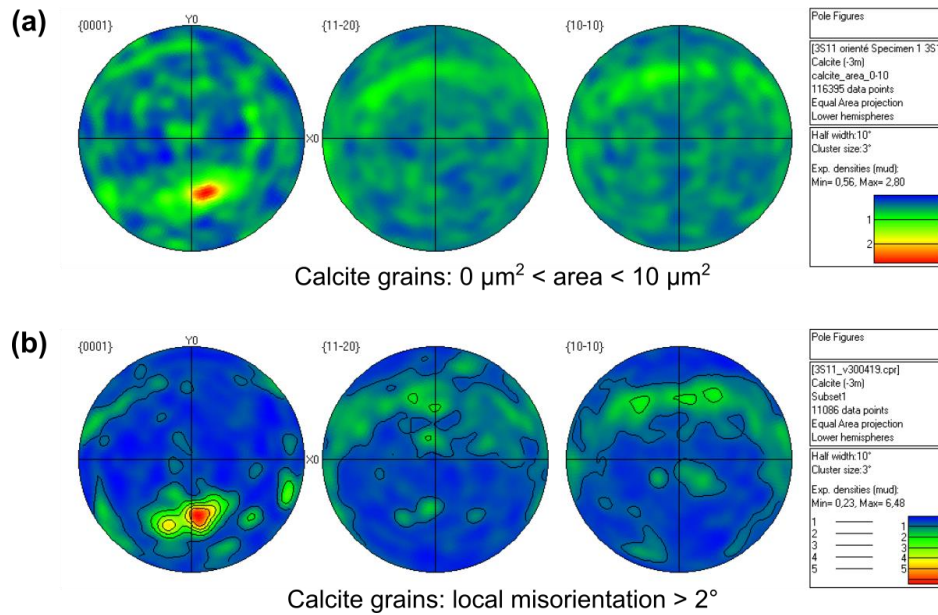 (a)
{0001}
Y0
{11-20}
{10-10}
X0
Pole Figures
[3S11 orienté Specimen 1 3S1
Calcite (-3m)
calcite_area_0-10
116395 data points
Equal Area projection
Lower hemispheres
Half width:10°
Cluster size:3°
Exp. densities (mud):
Min= 0,56, Max= 2,80
1
2
Calcite grains: 0 µm² < area < 10 µm²
(b)
{0001}
Y0
{11-20}
{10-10}
X0
Pole Figures
[3S11_v300419.cpr]
Calcite (-3m)
Subset1
11086 data points
Equal Area projection
Lower hemispheres
Half width:10°
Cluster size:3°
Exp. densities (mud):
Min= 0,23, Max= 6,48
1 1
2 2
3 3
4 4
5 5
Calcite grains: local misorientation > 2°